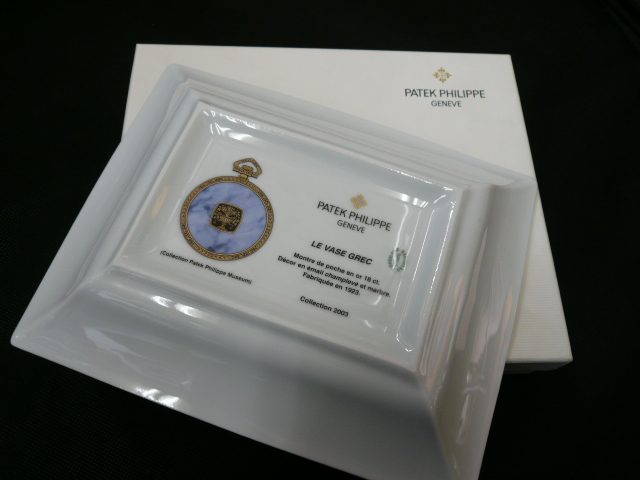 PATEK PHILIPPE
GENEVE
PATEK PHILIPPE
GENEVE
LE VASE GREC
Montre de poche en or 18 ct.
Décor en émail champlevé et marbre.
Fabriquée en 1923.
(Collection Patek Philippe Museum)
Collection 2003